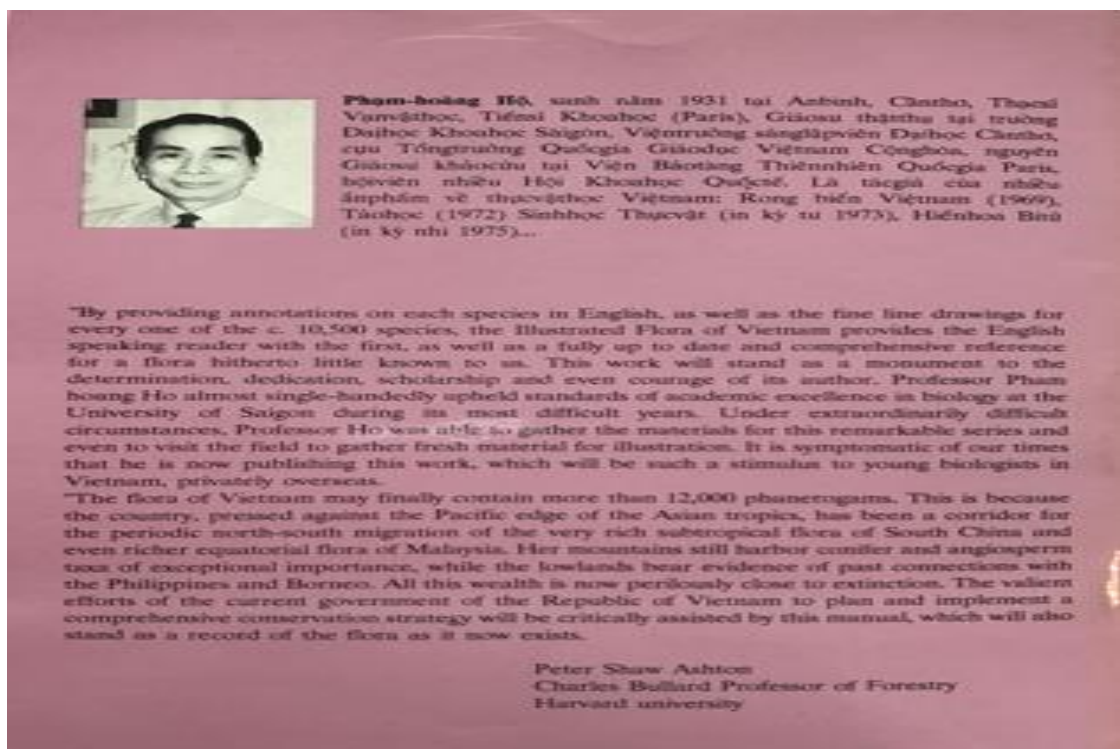 Phạm-hoàng Hộ, sanh năm 1931 tại Anbình, Cầnthơ, Thạcsĩ
Vạnvậthọc, Tiếnsĩ Khoahọc (Paris), Giáosư thậtthụ tại trường
Đạihọc Khoahọc Sàigòn, Việntrưởng sánglậpviên Đạihọc Cầnthơ,
cựu Tổngtrưởng Quốcgia Giáodục Việtnam Cộnghòa, nguyên
Giáosư khảocứu tại Viện Bảotàng Thiênnhiên Quốcgia Paris,
hộiviên nhiều Hội Khoahọc Quốctế. Là tácgiả của nhiều
ấnphẩm về thựcvậthọc Việtnam: Rong biển Việtnam (1969),
Tảohọc (1972) Sinhhọc Thựcvật (in kỳ tư 1973), Hiểnhoa Bítử
(in kỳ nhì 1975)...
"By providing annotations on each species in English, as well as the fine line drawings for
every one of the c. 10,500 species, the Illustrated Flora of Vietnam provides the English
speaking reader with the first, as well as a fully up to date and comprehensive reference
for a flora hitherto little known to us. This work will stand as a monument to the
determination, dedication, scholarship and even courage of its author. Professor Pham
hoang Ho almost single-handedly upheld standards of academic excellence in biology at the
University of Saigon during its most difficult years. Under extraordinarily difficult
circumstances, Professor Ho was able to gather the materials for this remarkable series and
even to visit the field to gather fresh material for illustration. It is symptomatic of our times
that he is now publishing this work, which will be such a stimulus to young biologists in
Vietnam, privately overseas.
"The flora of Vietnam may finally contain more than 12,000 phanerogams. This is because
the country, pressed against the Pacific edge of the Asian tropics, has been a corridor for
the periodic north-south migration of the very rich subtropical flora of South China and
even richer equatorial flora of Malaysia. Her mountains still harbor conifer and angiosperm
taxa of exceptional importance, while the lowlands bear evidence of past connections with
the Philippines and Borneo. All this wealth is now perilously close to extinction. The valient
efforts of the current government of the Republic of Vietnam to plan and implement a
comprehensive conservation strategy will be critically assisted by this manual, which will also
stand as a record of the flora as it now exists.
Peter Shaw Ashton
Charles Bullard Professor of Forestry
Harvard university